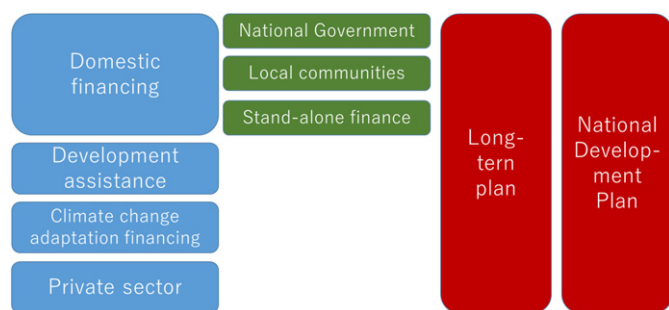 Domestic
financing
National Government
Local communities
Stand-alone finance
Development
assistance
Climate change
adaptation financing
Private sector
Long-
tern
plan
National
Develop-
ment
Plan